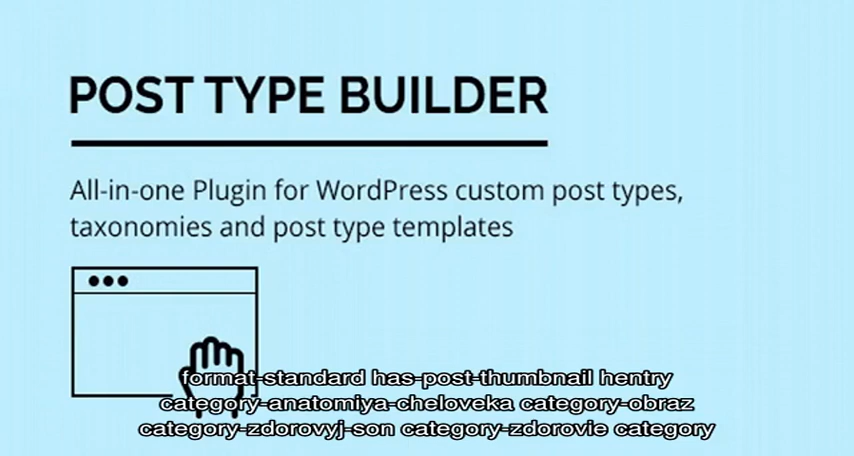 POST TYPE BUILDER
All-in-one Plugin for WordPress custom post types,
taxonomies and post type templates
format-standard has-post-thumbnail hentry
category-anatomiya-cheloveka category-obraz
category-zdorovyj-son category-zdorovie category